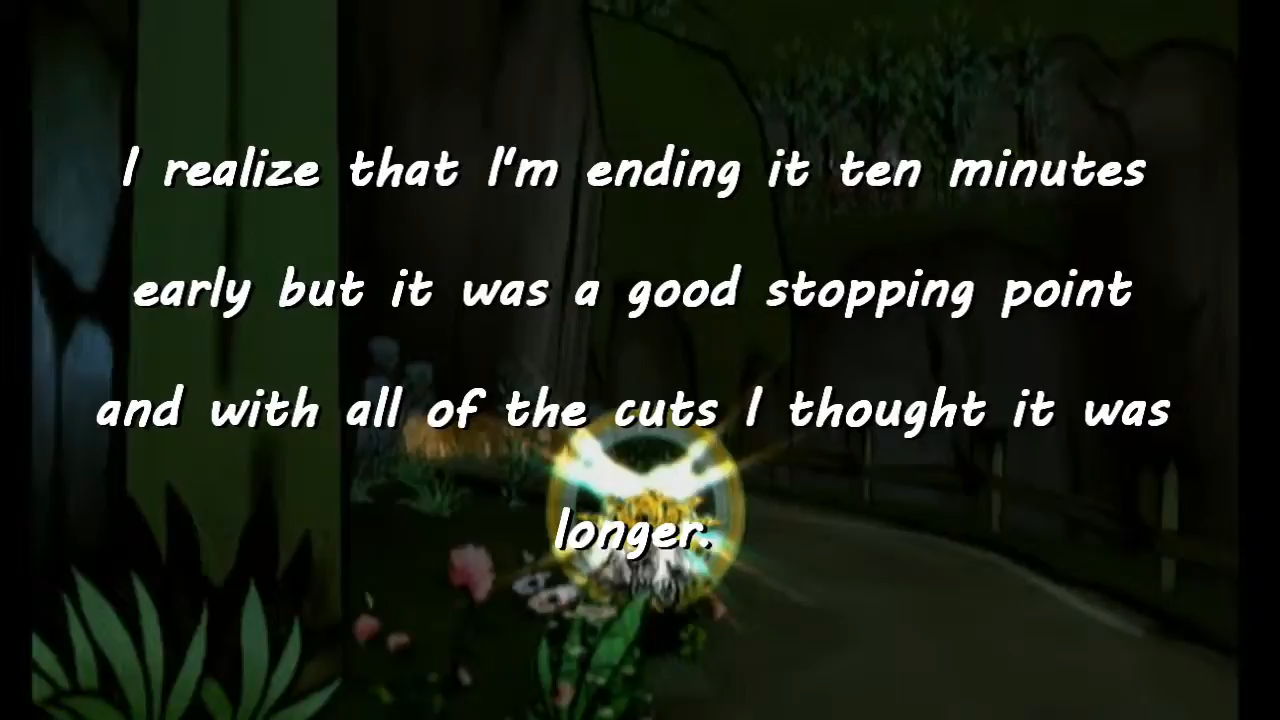 I realize that I'm ending it ten minutes
early but it was a good stopping point
and with all of the cuts I thought it was
longer.